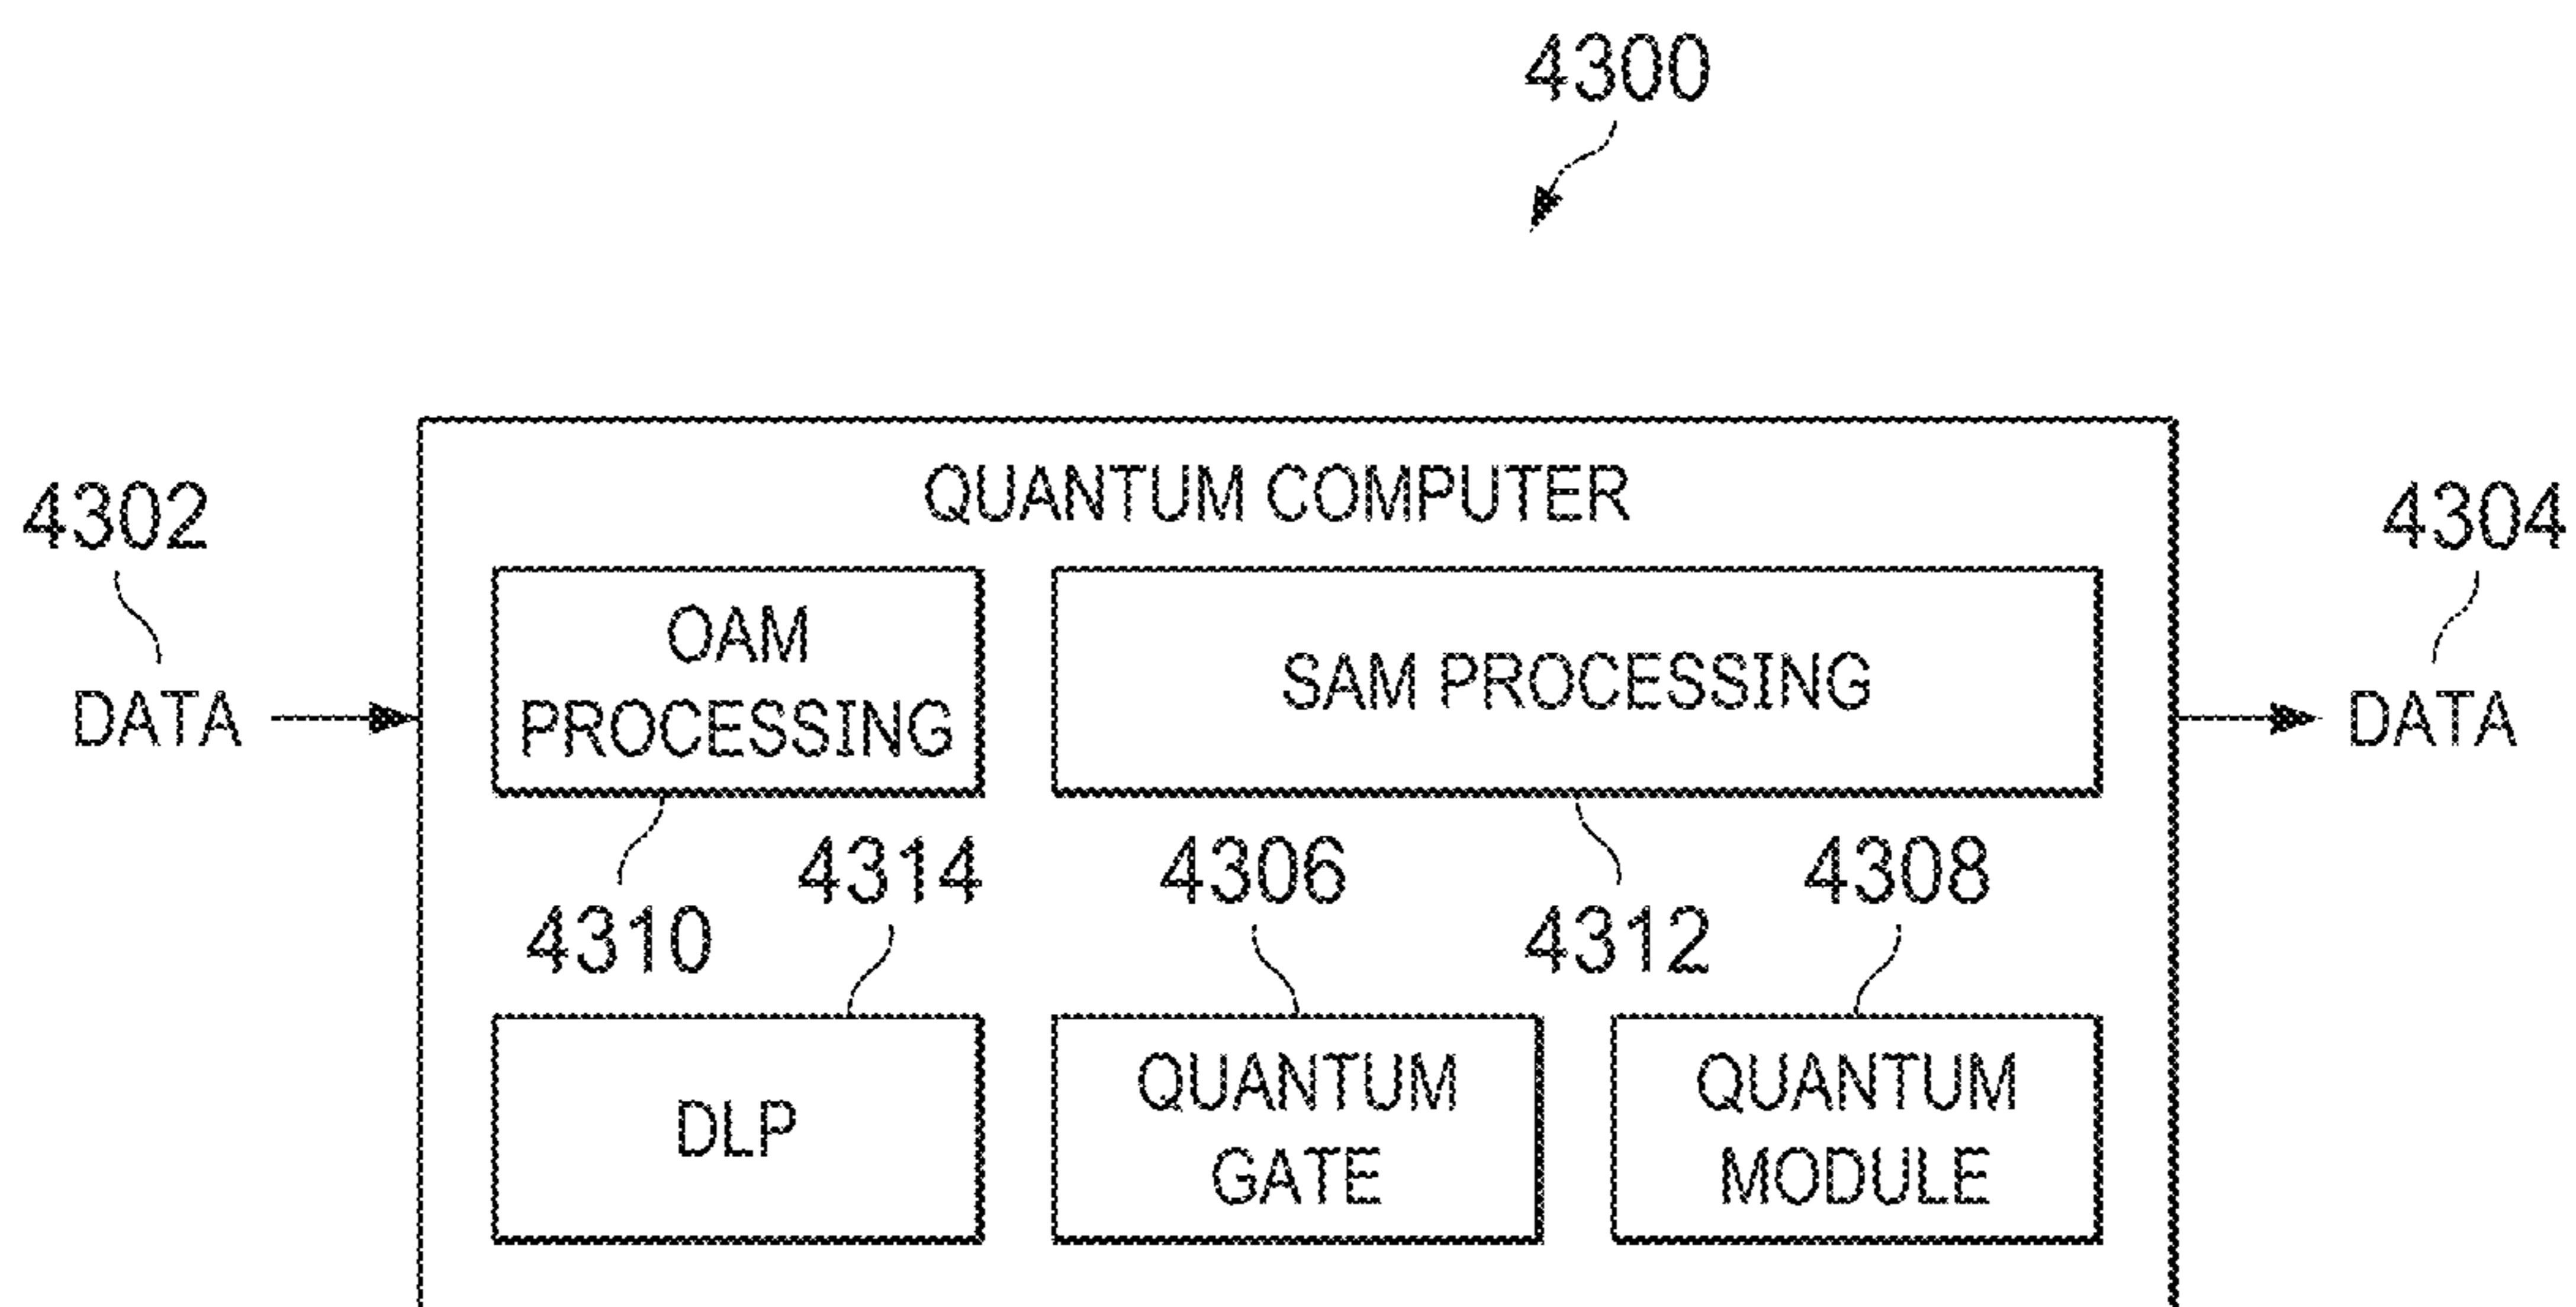 4300
QUANTUM COMPUTER
4302
4304
OAM
PROCESSING
SAM PROCESSING
DATA
DATA
4310
4314
4306
4312
4308
DLP
QUANTUM
GATE
QUANTUM
MODULE